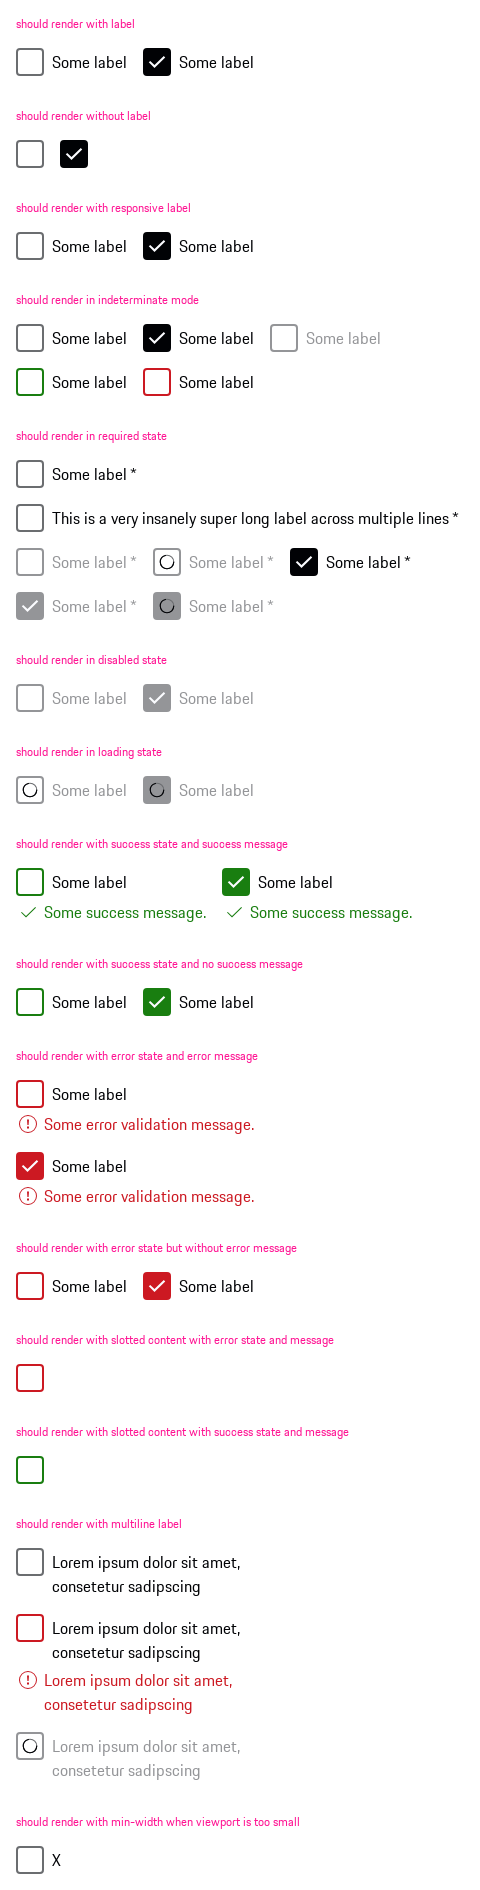 should render with label
Some label Some label
should render without label
should render with responsive label
Some label Some label
should render in indeterminate mode
Some label Some label Some label
Some label Some label
should render in required state
Some label *
This is a very insanely super long label across multiple lines *
Some label * Some label * Some label *
Some label * Some label *
should render in disabled state
Some label Some label
should render in loading state
Some label Some label
should render with success state and success message
Some label Some label
Some success message. Some success message.
should render with success state and no success message
Some label Some label
should render with error state and error message
Some label
Some error validation message.
Some label
Some error validation message.
should render with error state but without error message
Some label Some label
should render with slotted content with error state and message
should render with slotted content with success state and message
should render with multiline label
Lorem ipsum dolor sit amet,
consetetur sadipscing
Lorem ipsum dolor sit amet,
consetetur sadipscing
Lorem ipsum dolor sit amet,
consetetur sadipscing
Lorem ipsum dolor sit amet,
consetetur sadipscing
should render with min-width when viewport is too small
X